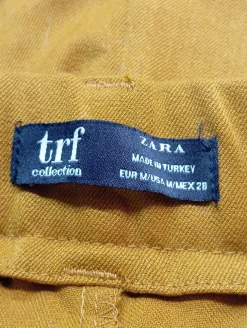 trf
collection
ZARA
MADE IN TURKEY
EUR M/USA M/MEX 28